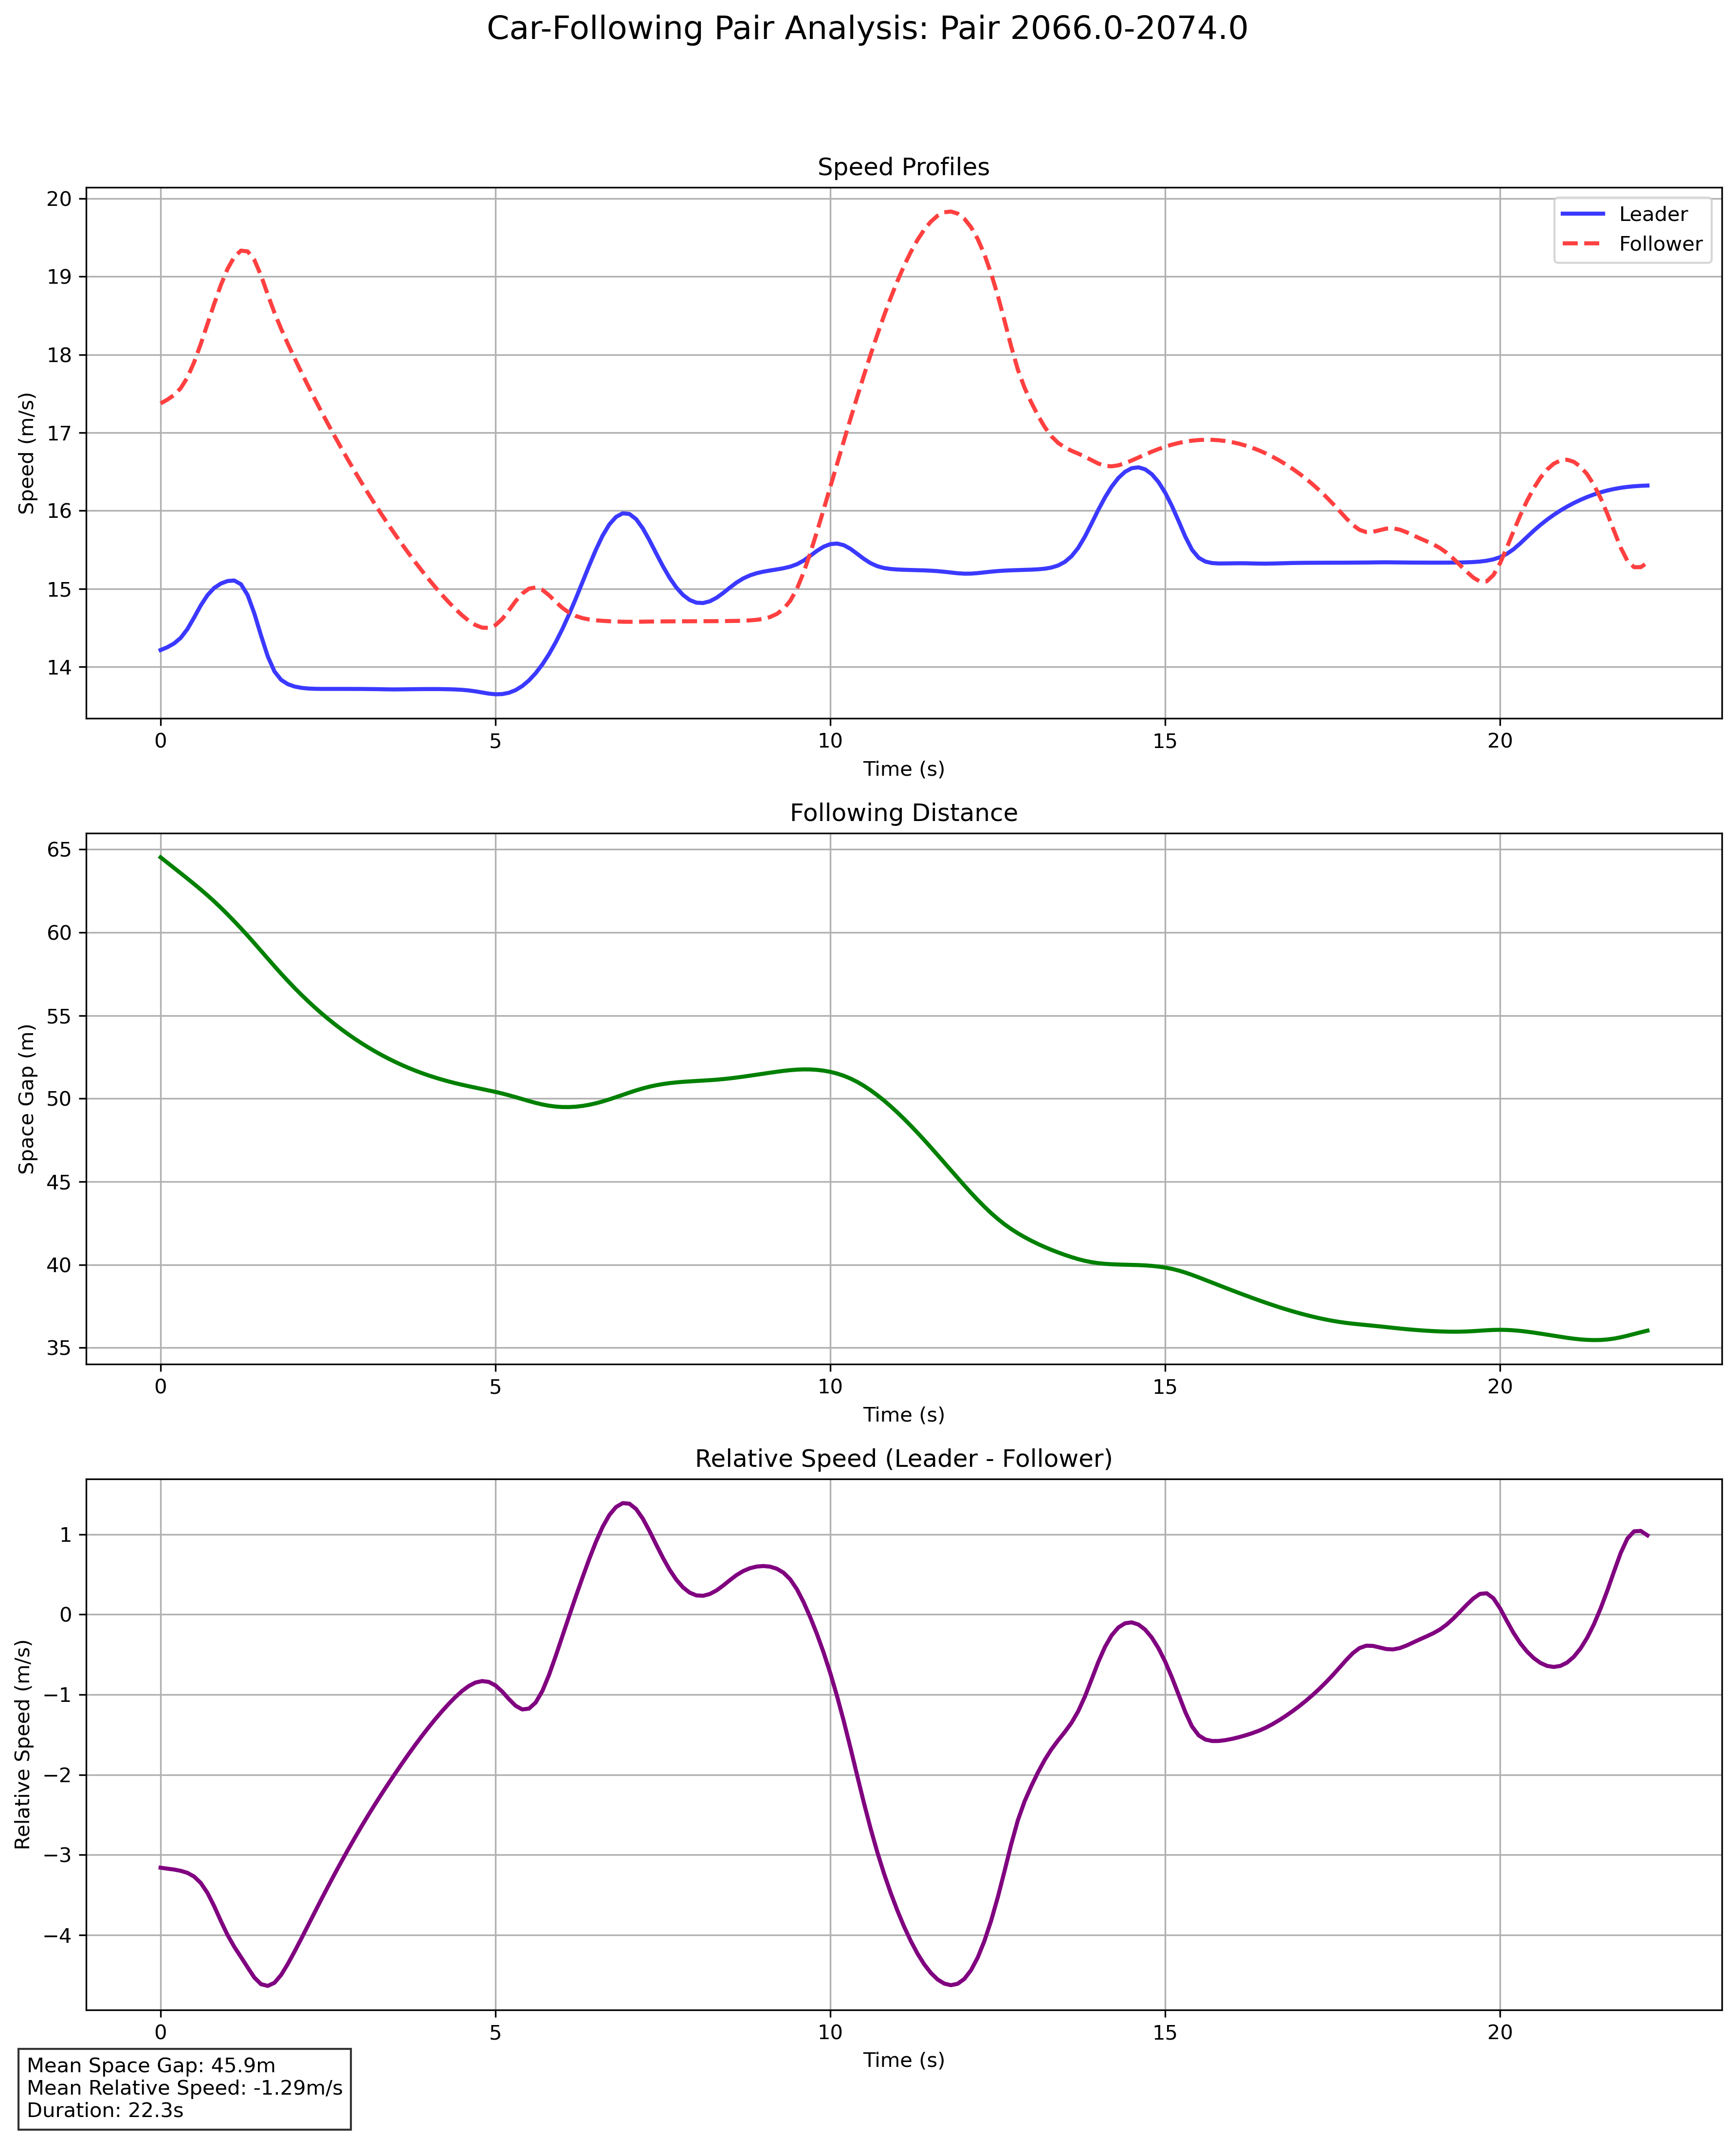 Car-Following Pair Analysis: Pair 2066.0-2074.0
Speed Profiles
Speed (m/s)
20
19
18
17
16
15
14
Leader
Follower
0 5 10 15 20
Time (s)
Following Distance
Space Gap (m)
65
60
55
50
45
40
35
0 5 10 15 20
Time (s)
Relative Speed (Leader - Follower)
Relative Speed (m/s)
1
0
−1
−2
−3
−4
0 5 10 15 20
Time (s)
Mean Space Gap: 45.9m
Mean Relative Speed: -1.29m/s
Duration: 22.3s